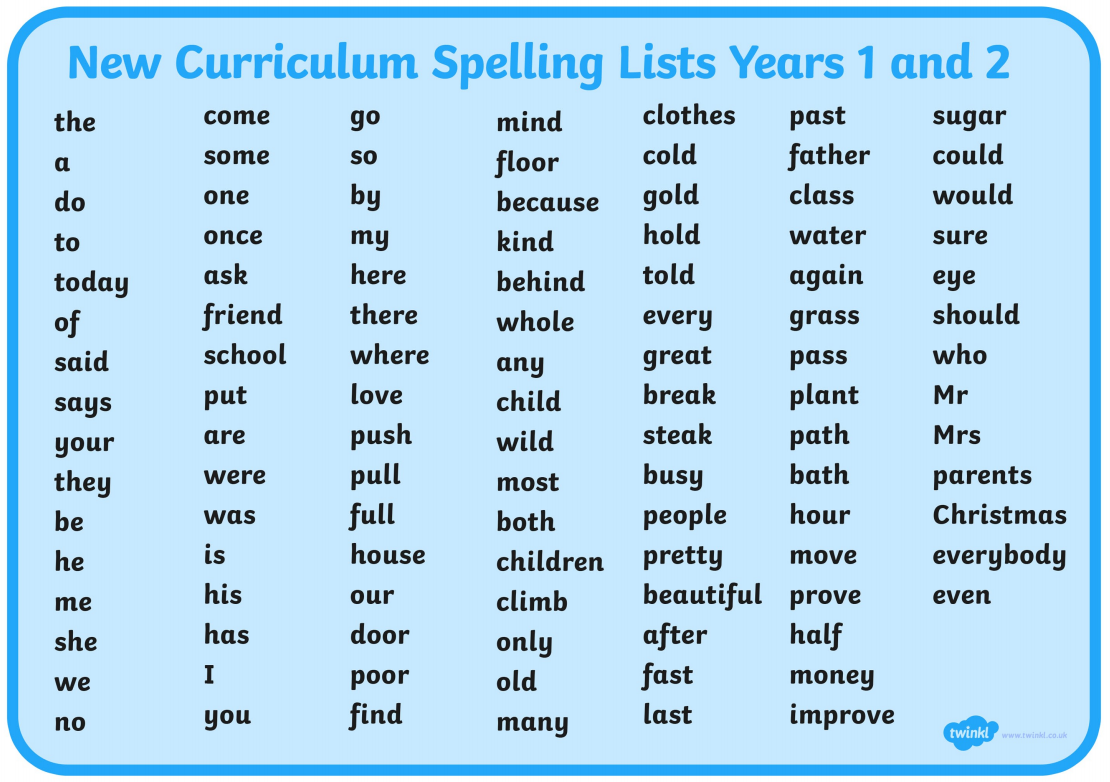 New Curriculum Spelling Lists Years 1 and 2
the
a
do
to
today
of
said
says
your
they
be
he
me
she
we
no
come
some
one
once
ask
friend
school
put
are
were
was
is
his
has
I
you
go
so
by
my
here
there
where
love
push
pull
full
house
our
door
poor
find
mind
floor
because
kind
behind
whole
any
child
wild
most
both
children
climb
only
old
many
clothes
cold
gold
hold
told
every
great
break
steak
busy
people
pretty
beautiful
after
fast
last
past
father
class
water
again
grass
pass
plant
path
bath
hour
move
prove
half
money
improve
sugar
could
would
sure
eye
should
who
Mr
Mrs
parents
Christmas
everybody
even
twinkl www.twinkl.co.uk